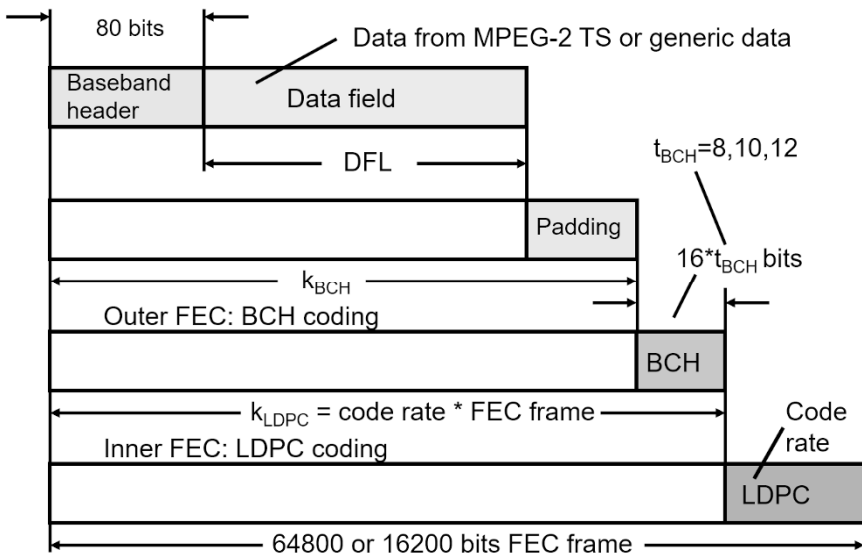 80 bits
Data from MPEG-2 TS or generic data
Baseband
header
Data field
DFL
t_BCH=8,10,12
Padding
16*t_BCH bits
k_BCH
Outer FEC: BCH coding
BCH
k_LDPC = code rate * FEC frame
Code
rate
Inner FEC: LDPC coding
LDPC
64800 or 16200 bits FEC frame